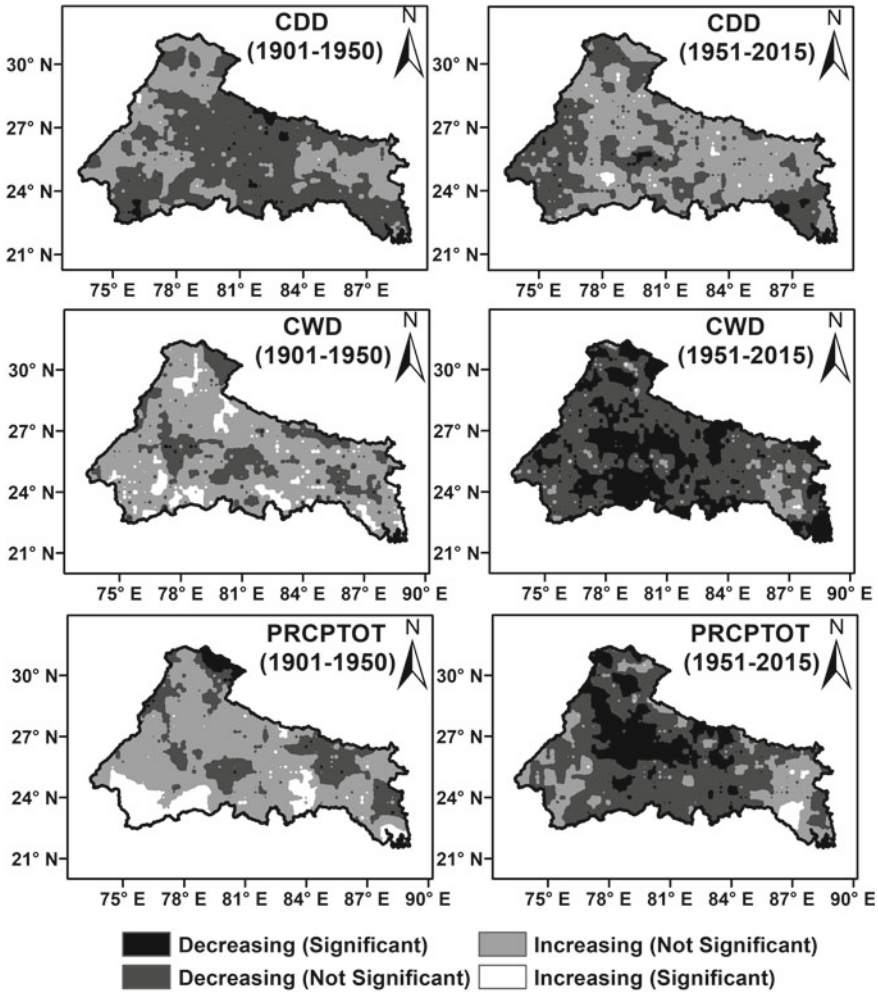 N
CDD
(1901-1950)
30° N
27° N
24° N
21° N
75° E 78° E 81° E 84° E 87° E
N
CDD
(1951-2015)
30° N
27° N
24° N
21° N
75° E 78° E 81° E 84° E 87° E
N
CWD
(1901-1950)
30° N
27° N
24° N
21° N
75° E 78° E 81° E 84° E 87° E 90° E
N
CWD
(1951-2015)
30° N
27° N
24° N
21° N
75° E 78° E 81° E 84° E 87° E 90° E
N
PRCPTOT
(1901-1950)
30° N
27° N
24° N
21° N
75° E 78° E 81° E 84° E 87° E 90° E
N
PRCPTOT
(1951-2015)
30° N
27° N
24° N
21° N
75° E 78° E 81° E 84° E 87° E 90° E
Decreasing (Significant)
Increasing (Not Significant)
Decreasing (Not Significant)
Increasing (Significant)